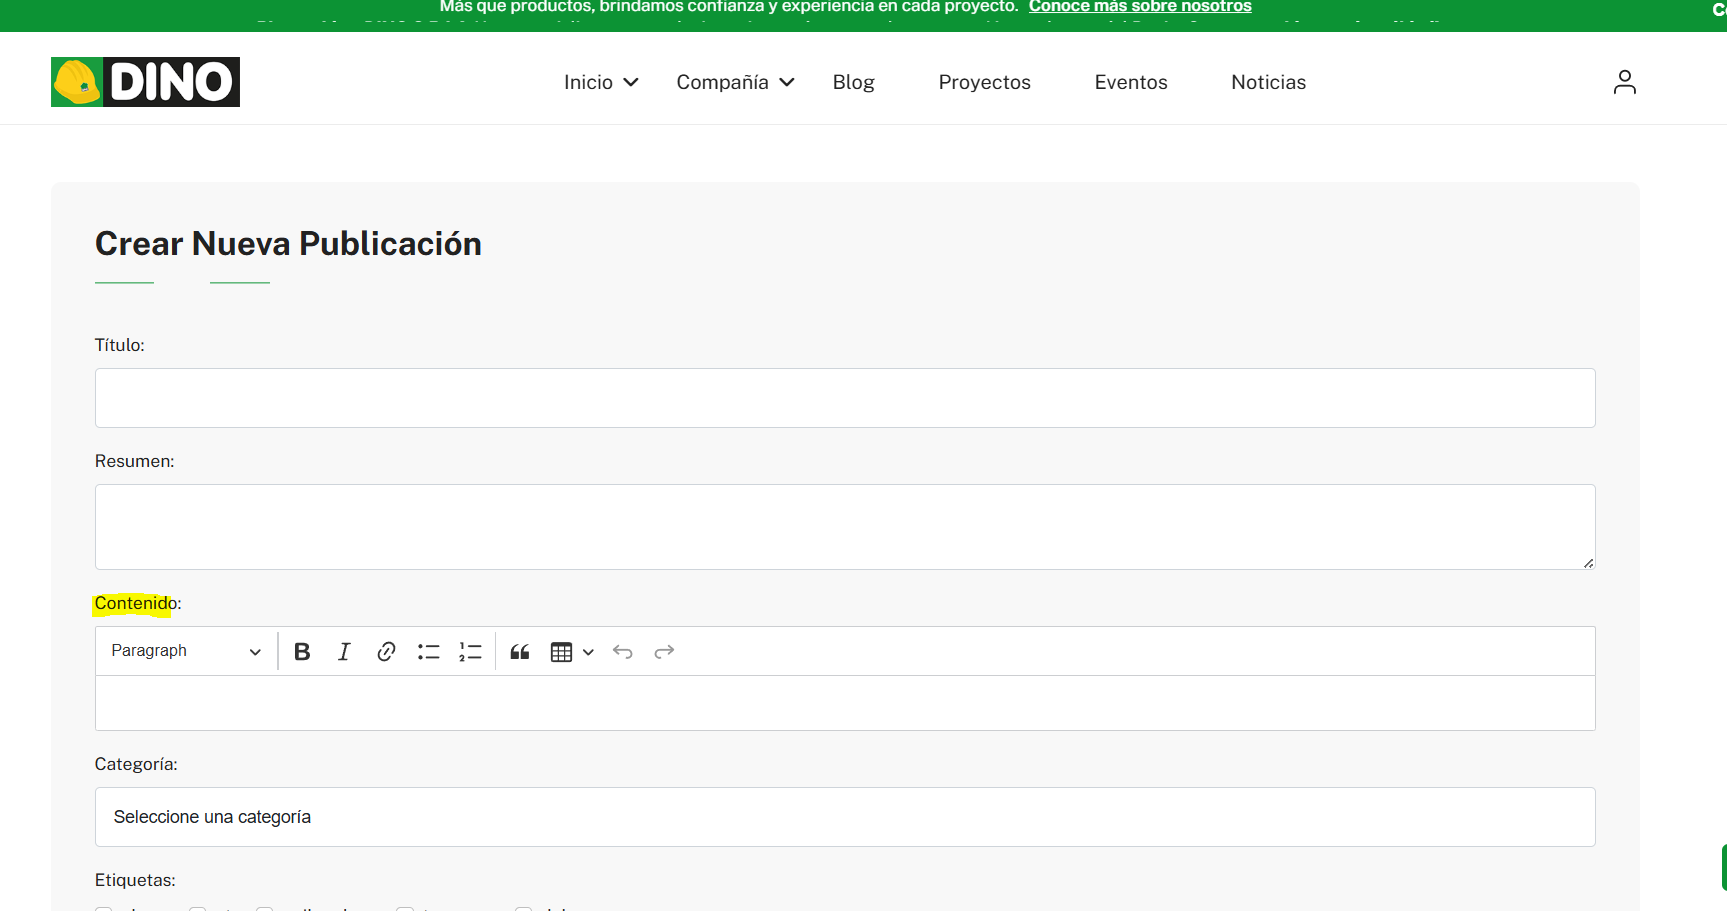 Más que productos, brindamos confianza y experiencia en cada proyecto. Conoce más sobre nosotros
DINO
Inicio
Compañía
Blog
Proyectos
Eventos
Noticias
Crear Nueva Publicación
Título:
Resumen:
Contenido:
Paragraph
Categoría:
Seleccione una categoría
Etiquetas: